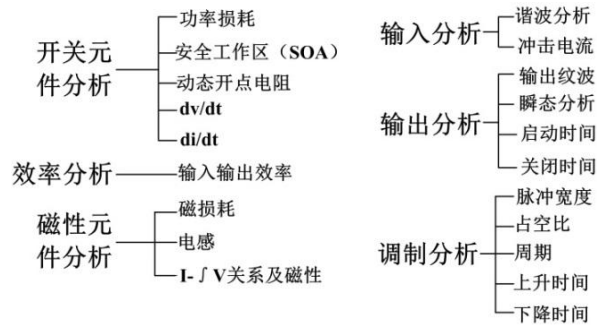 开关元
件分析
功率损耗
安全工作区（SOA）
动态开点电阻
dv/dt
di/dt
效率分析
输入输出效率
磁性元
件分析
磁损耗
电感
I-∫V关系及磁性
输入分析
谐波分析
冲击电流
输出分析
输出纹波
瞬态分析
启动时间
关闭时间
调制分析
脉冲宽度
占空比
周期
上升时间
下降时间